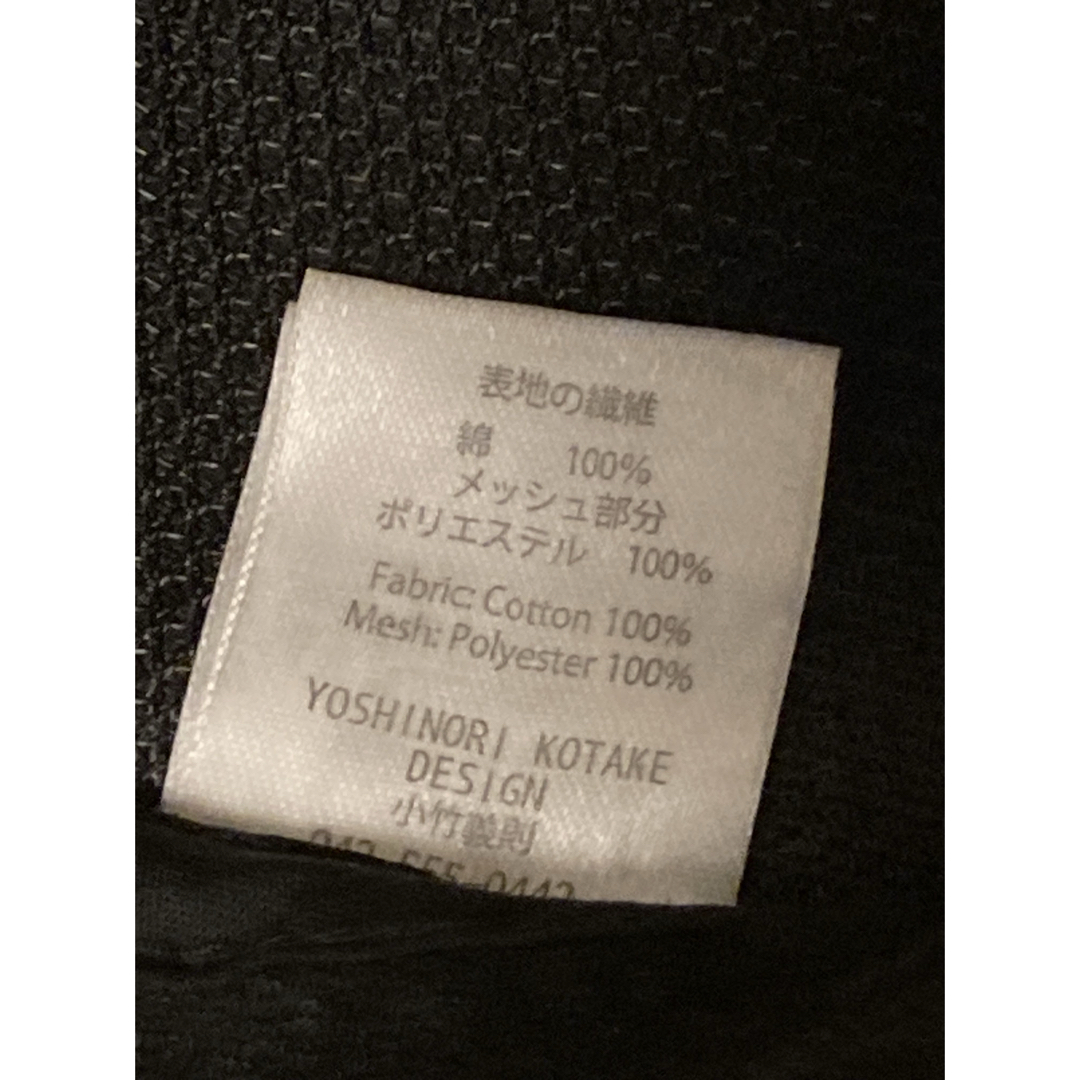 表地の繊維
綿 100%
メッシュ部分
ポリエステル 100%
Fabric: Cotton 100%
Mesh: Polyester 100%
YOSHINORI KOTAKE
DESIGN
小竹義則